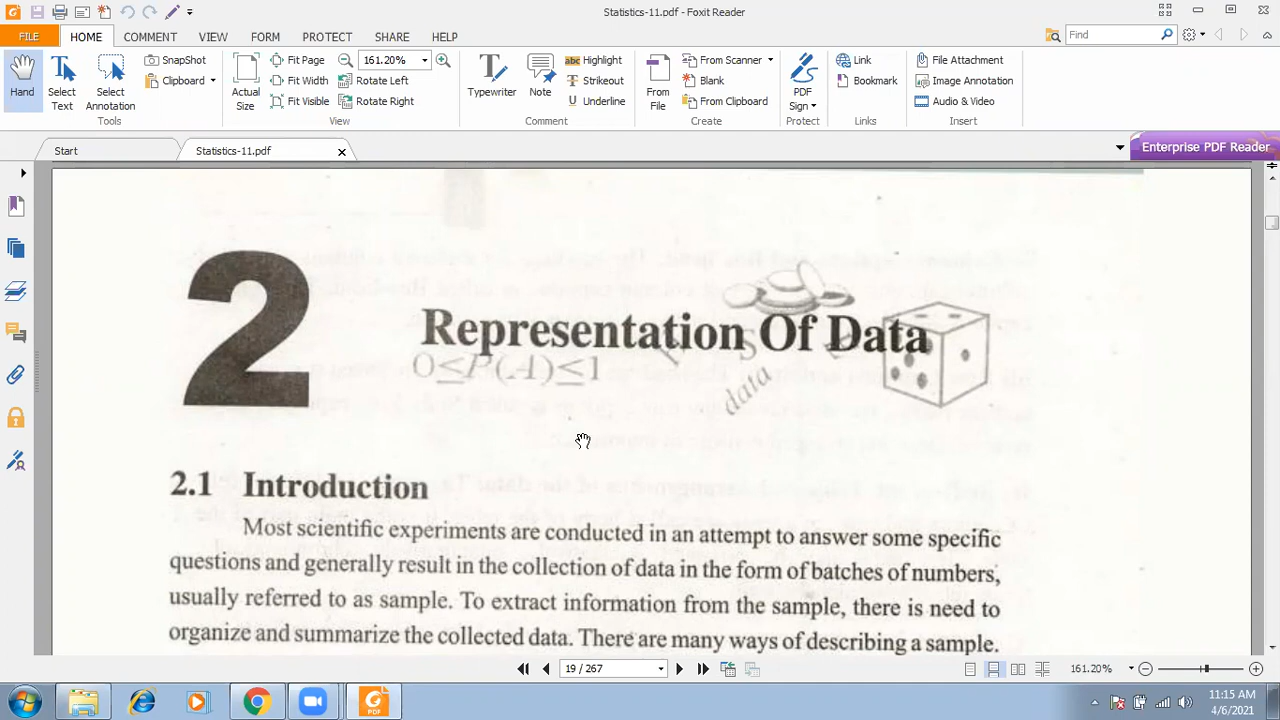 Statistics-11.pdf - Foxit Reader
FILE HOME COMMENT VIEW FORM PROTECT SHARE HELP
Find
Hand
Select Text
Select Annotation
SnapShot
Clipboard
Tools
Actual Size
Fit Page
Fit Width
Fit Visible
161.20%
Rotate Left
Rotate Right
View
Typewriter
Note
Highlight
Strikeout
Underline
Comment
From File
From Scanner
Blank
From Clipboard
Create
PDF Sign
Protect
Link
Bookmark
Links
File Attachment
Image Annotation
Audio & Video
Insert
Start
Statistics-11.pdf
Enterprise PDF Reader
2
Representation Of Data
0≤P(A)≤1
data
2.1 Introduction
Most scientific experiments are conducted in an attempt to answer some specific
questions and generally result in the collection of data in the form of batches of numbers,
usually referred to as sample. To extract information from the sample, there is need to
organize and summarize the collected data. There are many ways of describing a sample.
19 / 267
161.20%
11:15 AM
4/6/2021